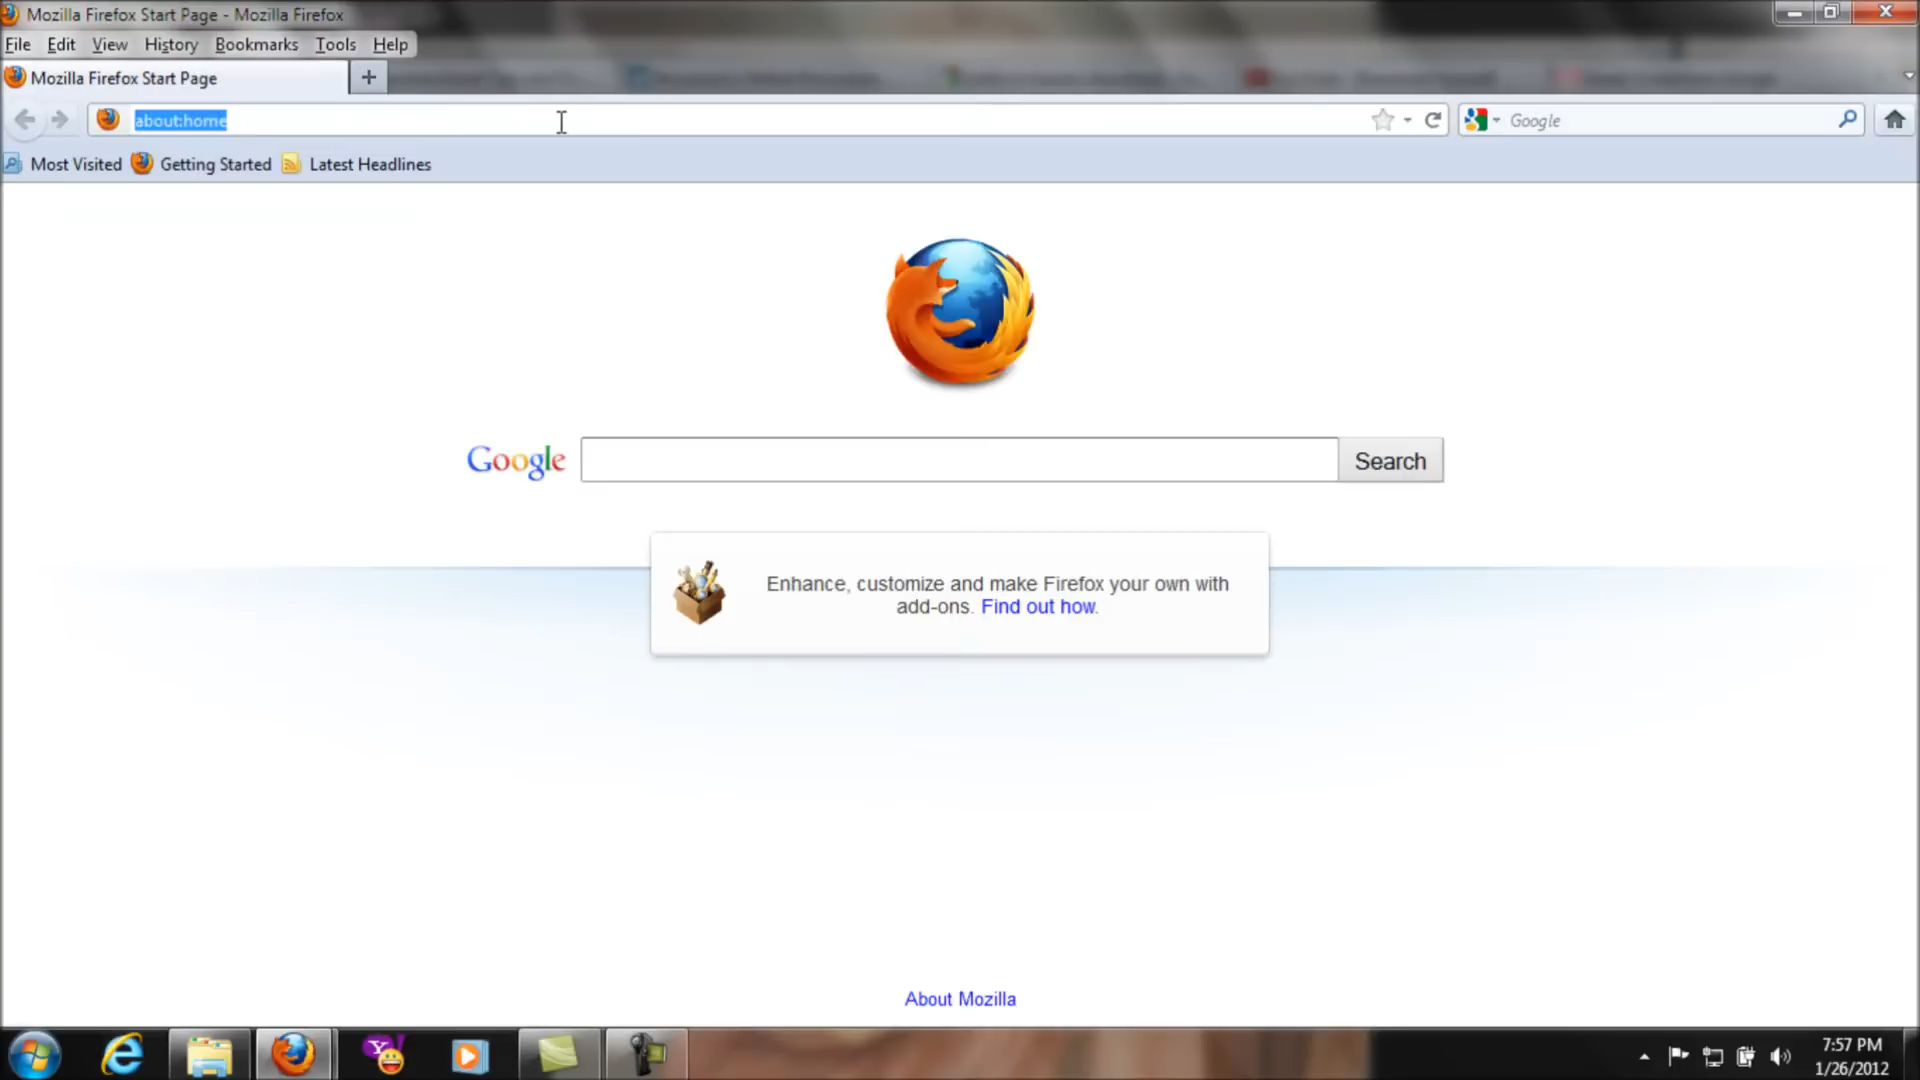 Mozilla Firefox Start Page - Mozilla Firefox
File Edit View History Bookmarks Tools Help
Mozilla Firefox Start Page
about:home
Google
Most Visited Getting Started Latest Headlines
Google
Search
Enhance, customize and make Firefox your own with
add-ons. Find out how.
About Mozilla
7:57 PM
1/26/2012